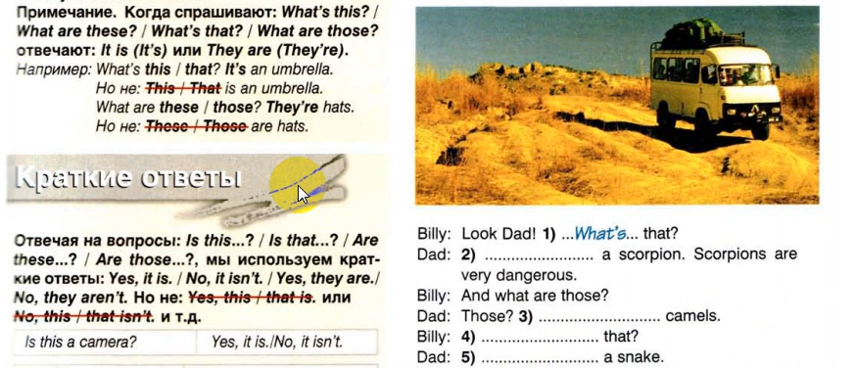 Примечание. Когда спрашивают: What's this? /
What are these? / What's that? / What are those?
отвечают: It is (It's) или They are (They're).
Например: What's this / that? It's an umbrella.
Но не: This / That is an umbrella.
What are these / those? They're hats.
Но не: These / Those are hats.
Краткие ответы
Отвечая на вопросы: Is this...? / Is that...? / Are
these...? / Are those...?, мы используем крат-
кие ответы: Yes, it is. / No, it isn't. / Yes, they are./
No, they aren't. Но не: Yes, this / that is. или
No, this / that isn't. и т.д.
Is this a camera? Yes, it is./No, it isn't.
Billy: Look Dad! 1) ...What's... that?
Dad: 2) .......................... a scorpion. Scorpions are
very dangerous.
Billy: And what are those?
Dad: Those? 3) ............................. camels.
Billy: 4) ............................ that?
Dad: 5) ............................ a snake.